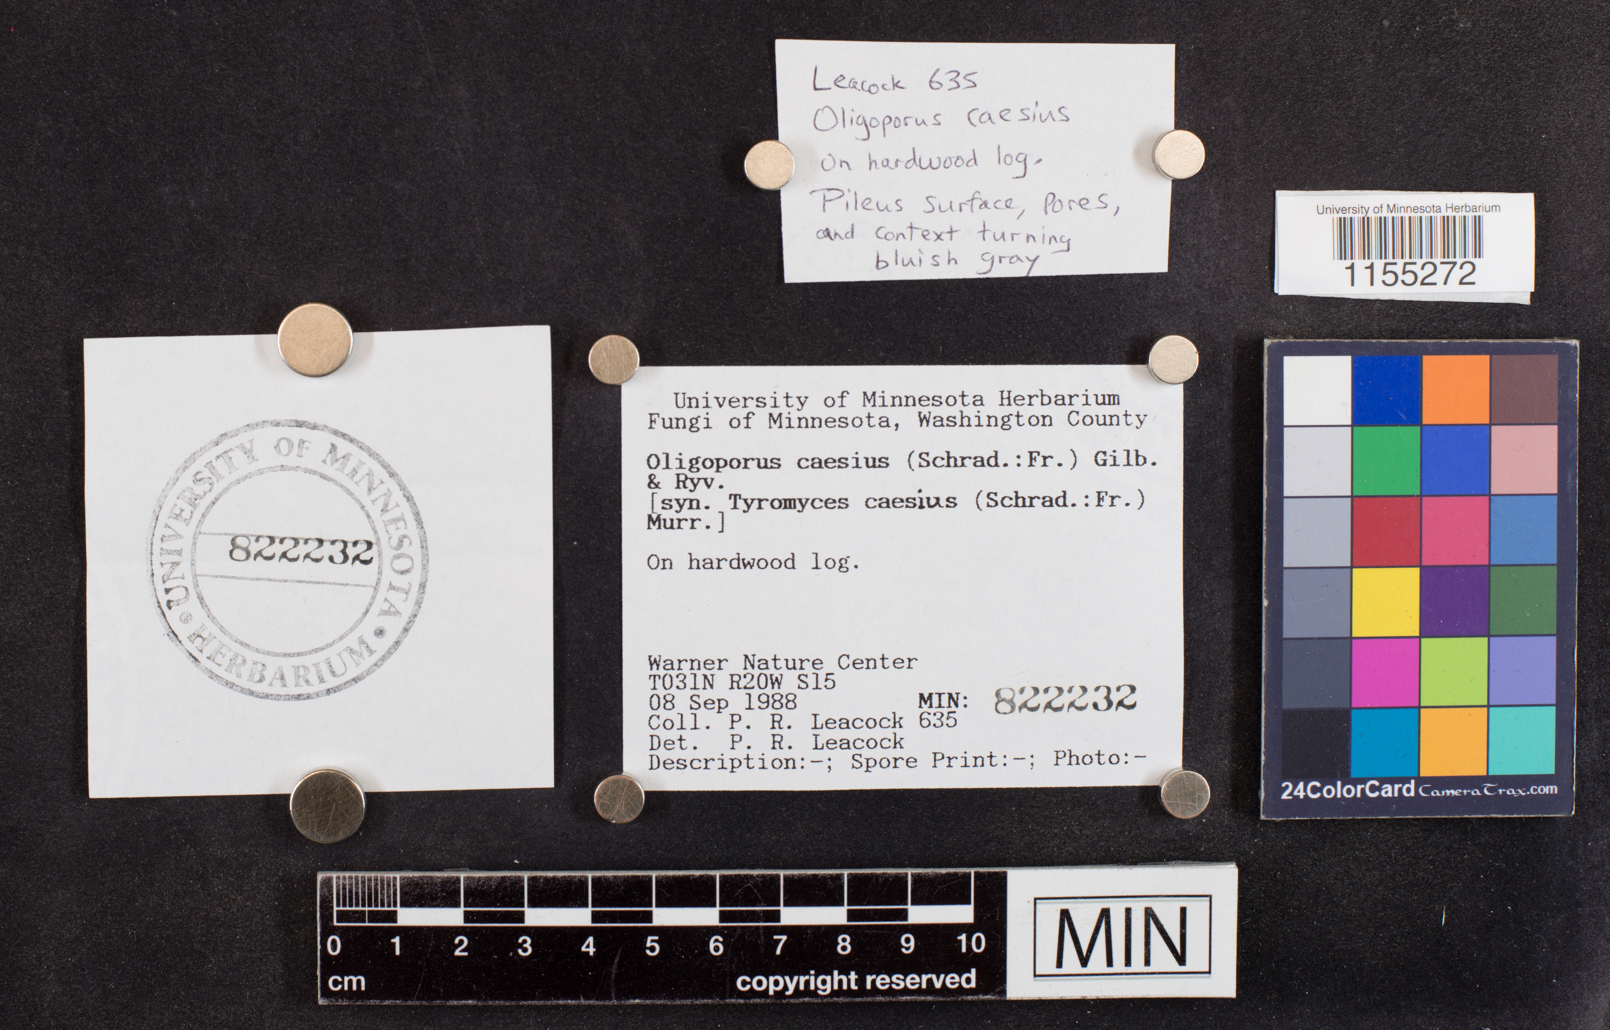 Leacock 635
Oligoporus caesius
on hardwood log.
Pileus surface, pores,
and context turning
bluish gray
University of Minnesota Herbarium
1155272
UNIVERSITY OF MINNESOTA
822232
HERBARIUM
University of Minnesota Herbarium
Fungi of Minnesota, Washington County
Oligoporus caesius (Schrad.:Fr.) Gilb.
& Ryv.
[syn. Tyromyces caesius (Schrad.:Fr.)
Murr.]
On hardwood log.
Warner Nature Center
T031N R20W S15
08 Sep 1988 MIN: 822232
Coll. P. R. Leacock 635
Det. P. R. Leacock
Description:-; Spore Print:-; Photo:-
24ColorCard CameraTrax.com
0 1 2 3 4 5 6 7 8 9 10
cm copyright reserved
MIN